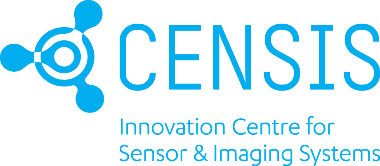 CENSIS
Innovation Centre for
Sensor & Imaging Systems